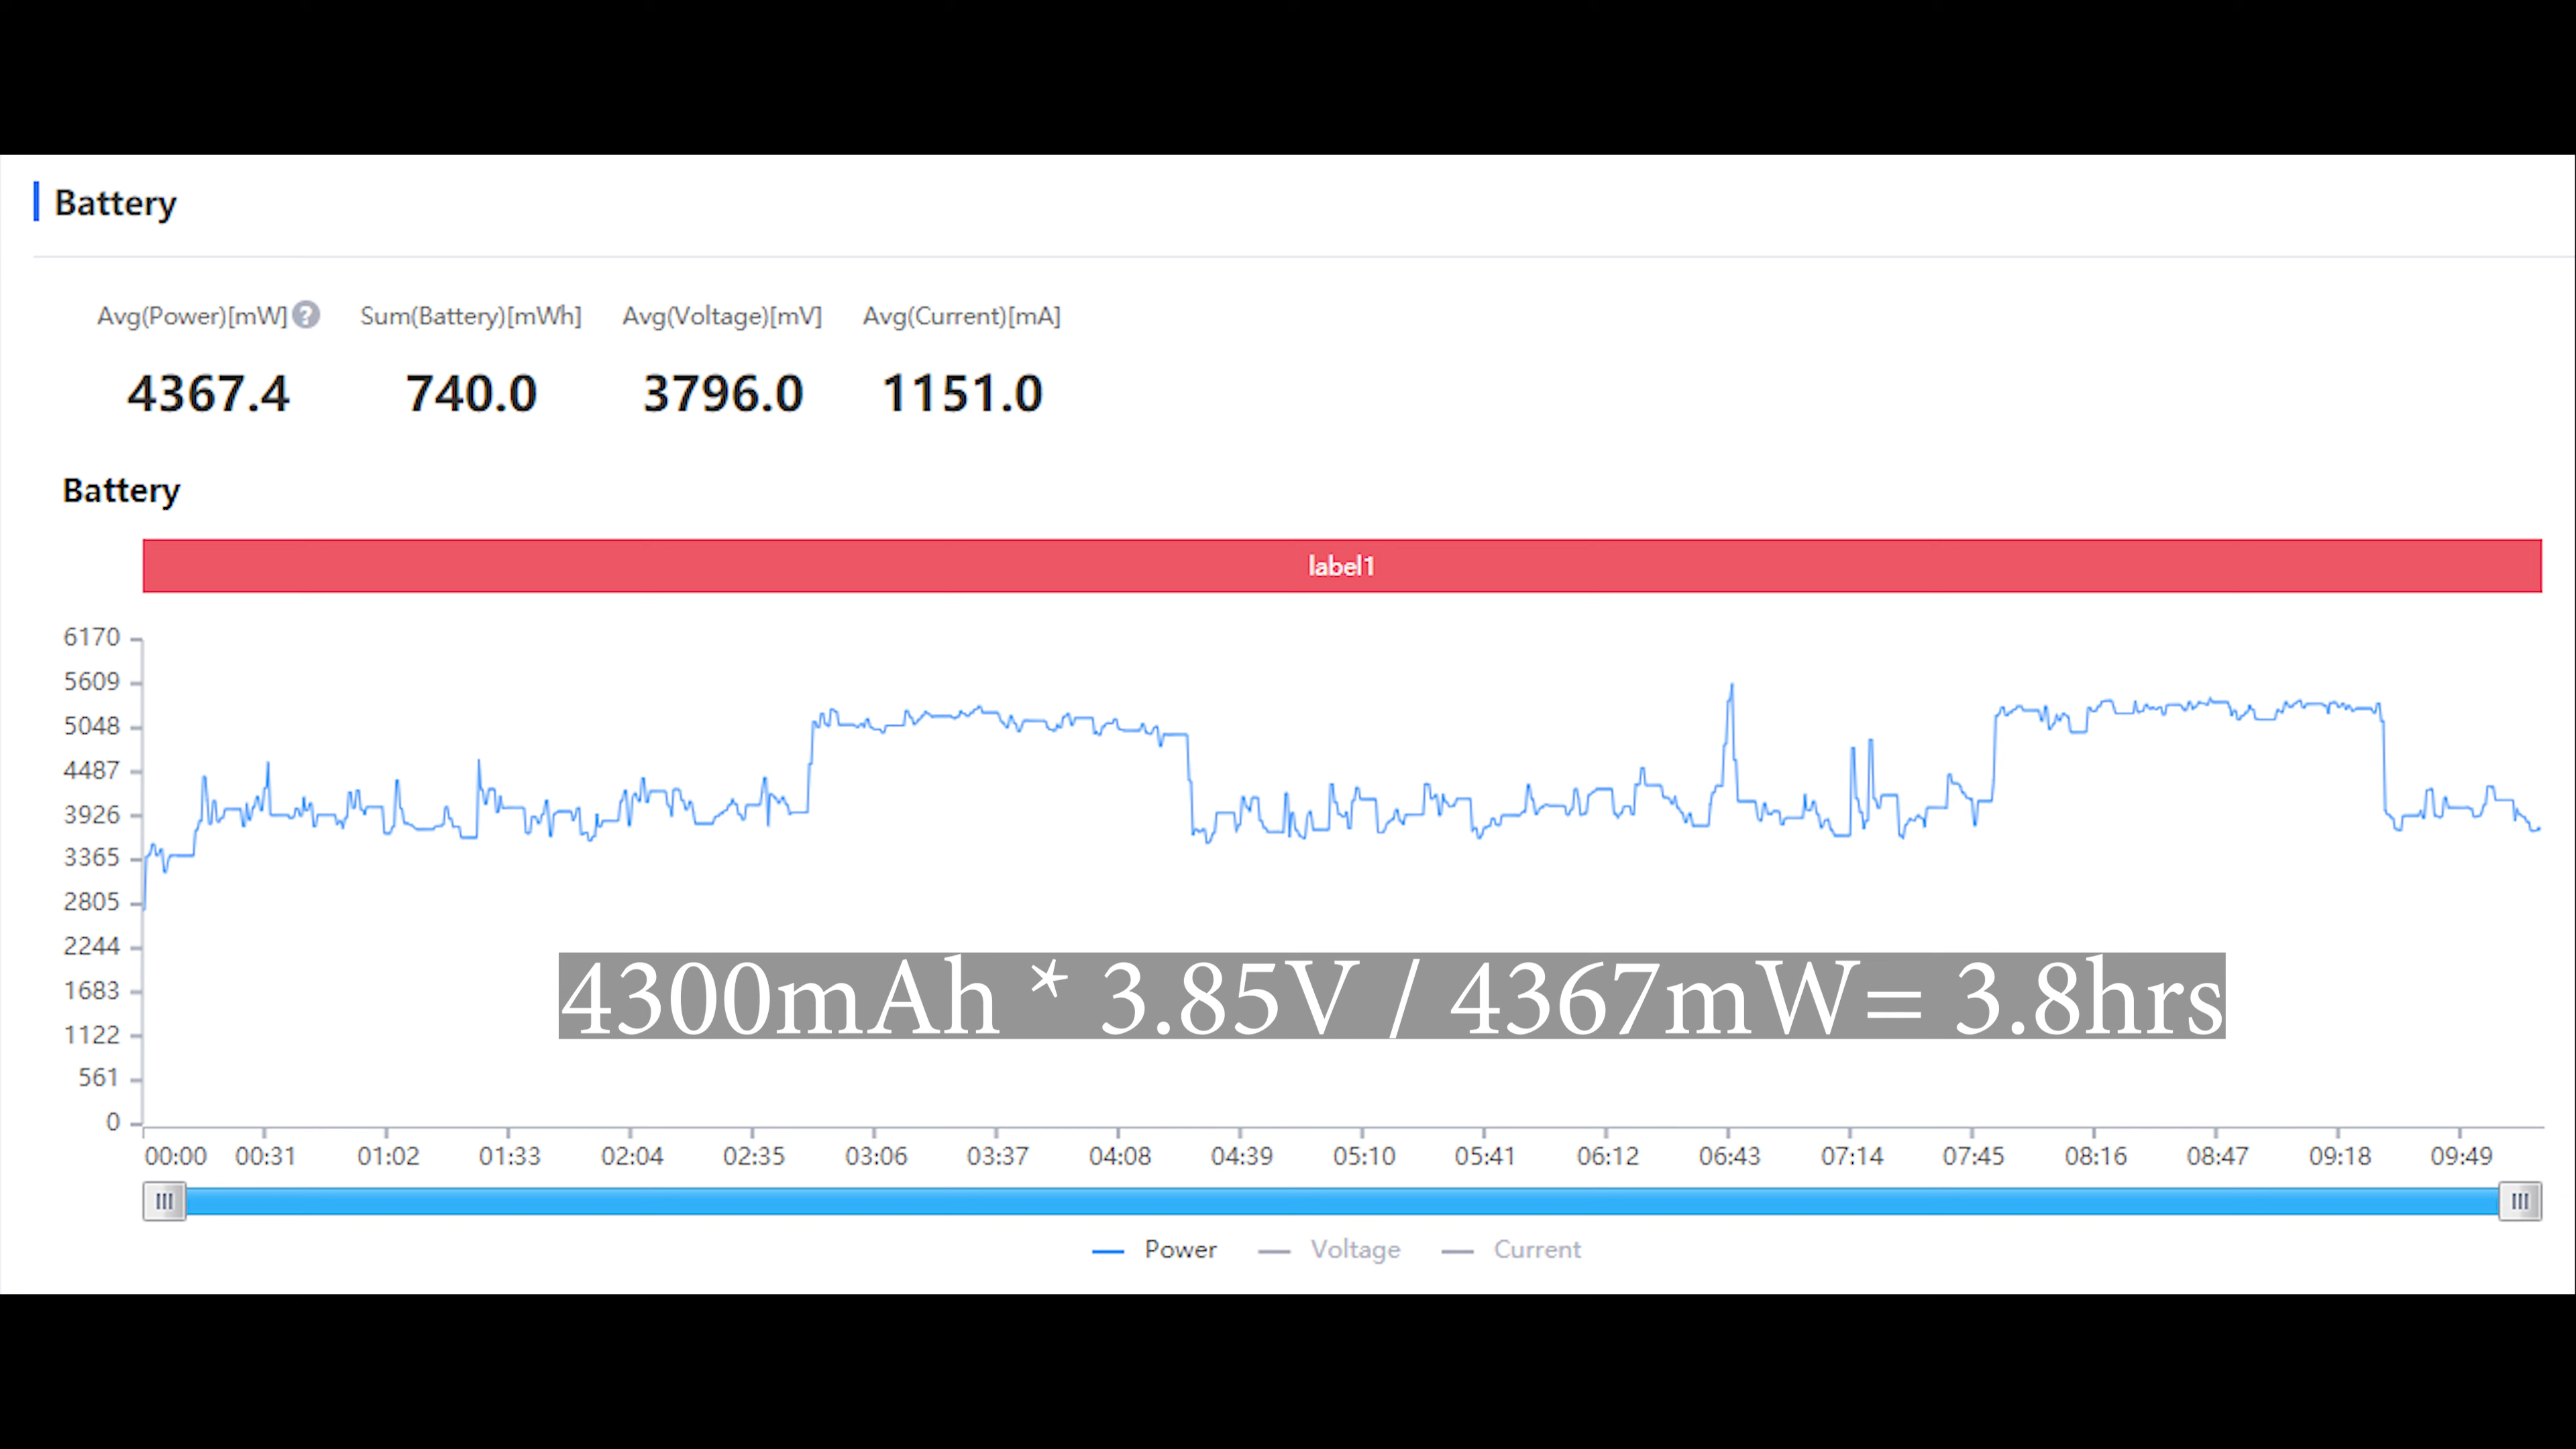 Battery
Avg(Power)[mW]? Sum(Battery)[mWh] Avg(Voltage)[mV] Avg(Current)[mA]
4367.4 740.0 3796.0 1151.0
Battery
label1
6170
5609
5048
4487
3926
3365
2805
2244
1683
1122
561
0
4300mAh * 3.85V / 4367mW= 3.8hrs
00:00 00:31 01:02 01:33 02:04 02:35 03:06 03:37 04:08 04:39 05:10 05:41 06:12 06:43 07:14 07:45 08:16 08:47 09:18 09:49
Power Voltage Current